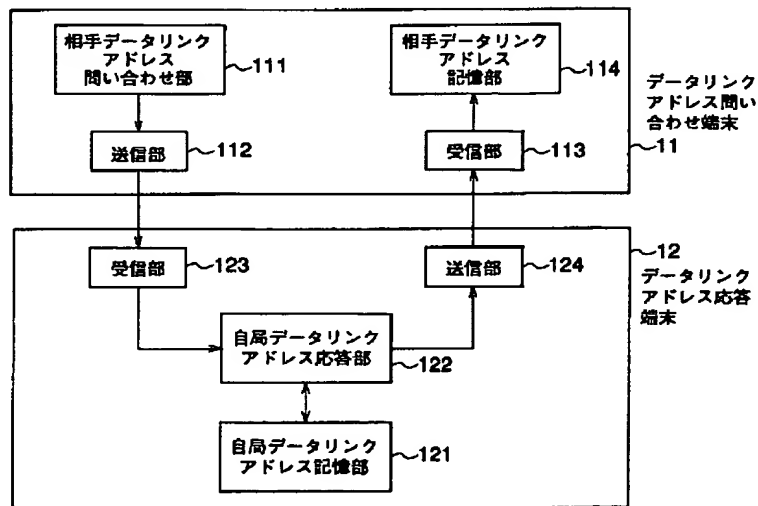 相手データリンク
アドレス
問い合わせ部
111
相手データリンク
アドレス
記憶部
114
データリンク
アドレス問い
合わせ端末
11
送信部
112
受信部
113
受信部
123
送信部
124
12
データリンク
アドレス応答
端末
自局データリンク
アドレス応答部
122
自局データリンク
アドレス記憶部
121